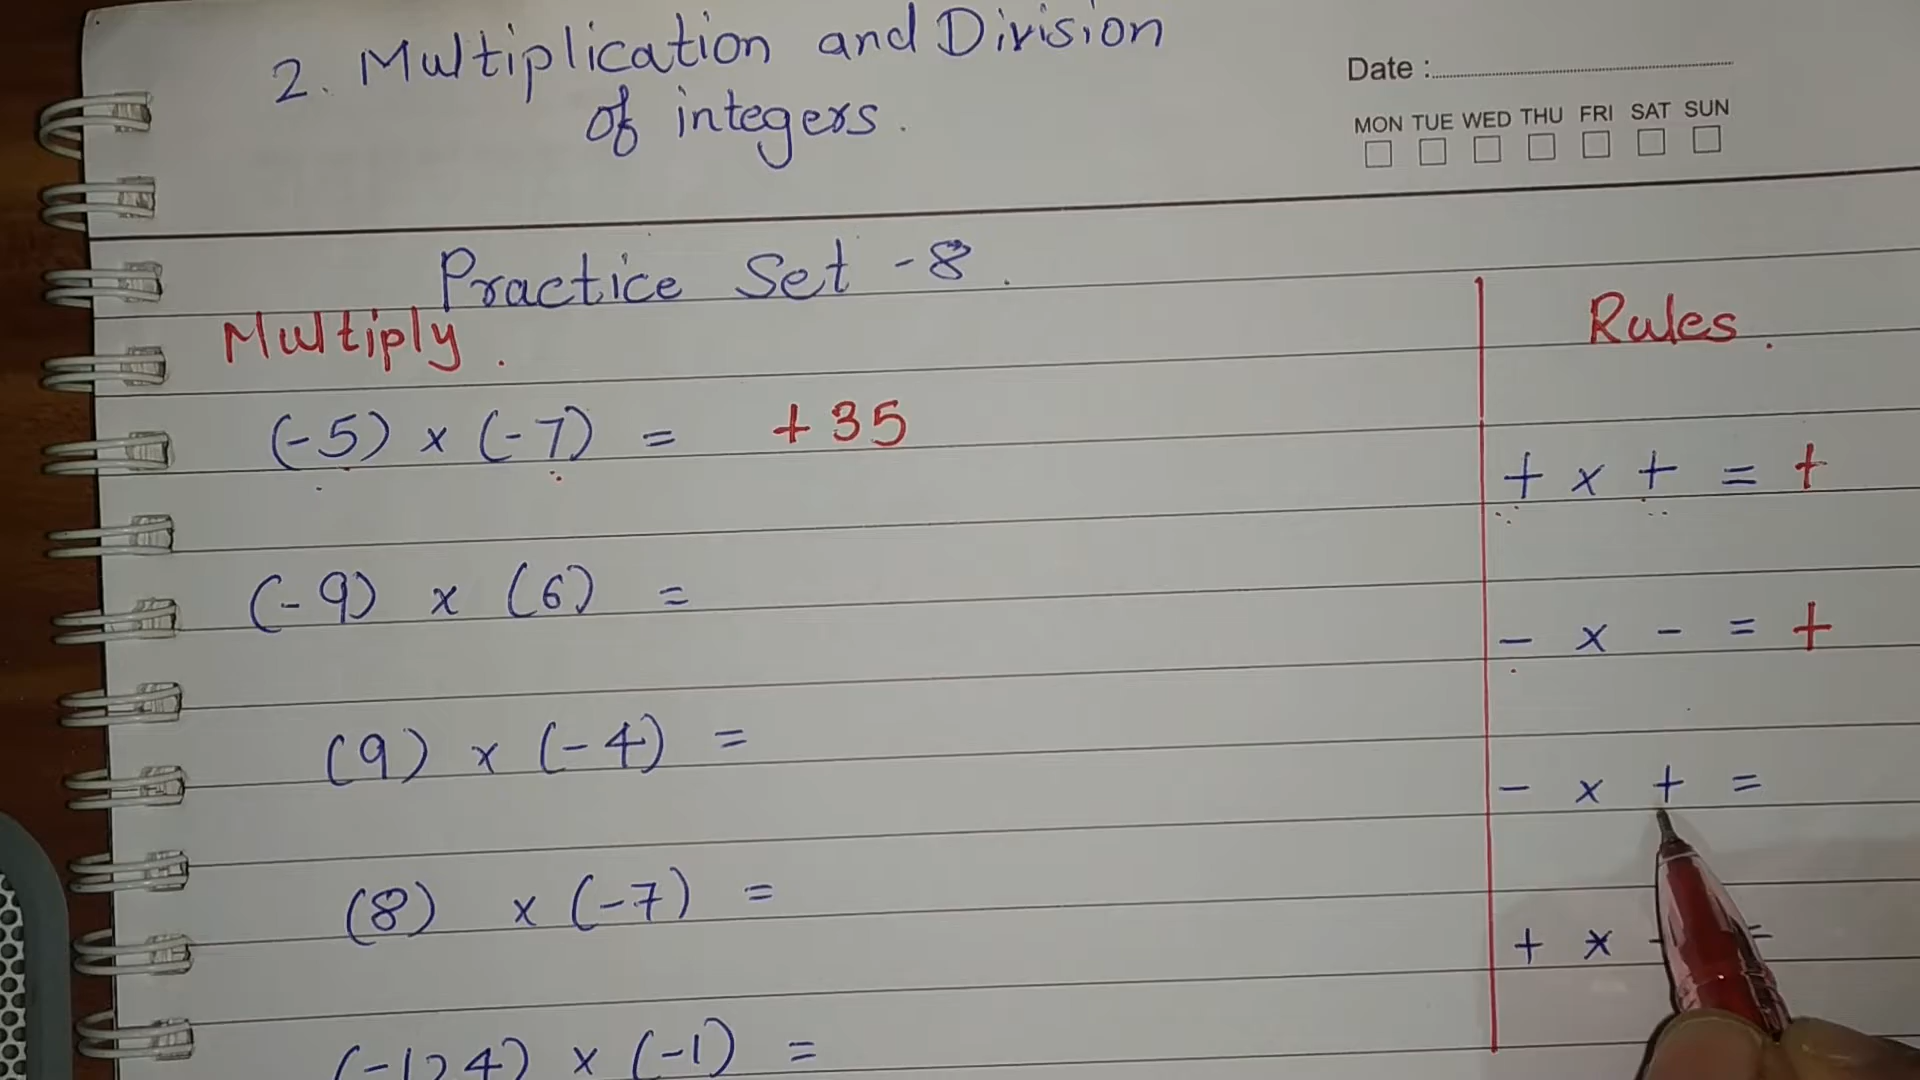 2. Multiplication and Division
of integers.
Date :
MON TUE WED THU FRI SAT SUN
Practice Set - 8.
Multiply.
Rules.
(-5) x (-7) = +35
+ x + = +
(-9) x (6) =
- x - = +
(9) x (-4) =
- x + =
(8) x (-7) =
+ x - =
(-124) x (-1) =